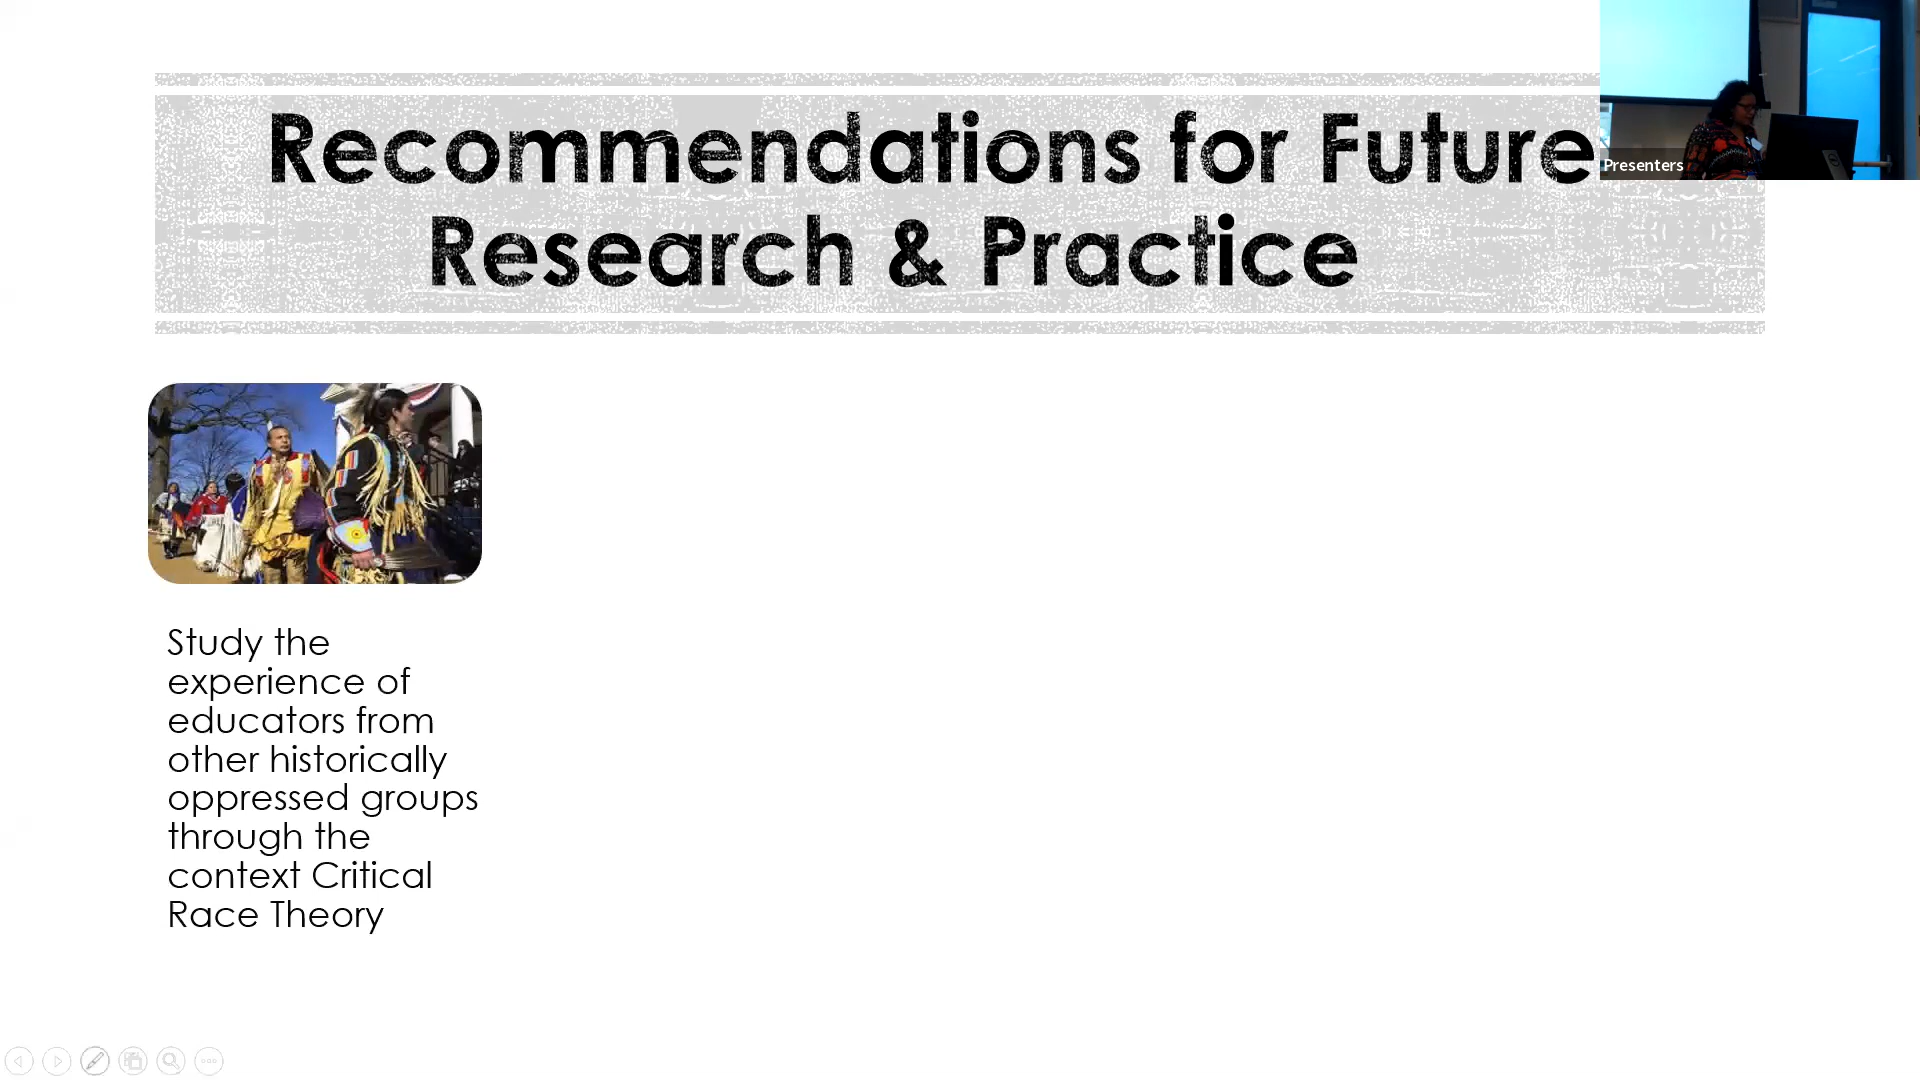 Recommendations for Future
Research & Practice
Presenters
Study the
experience of
educators from
other historically
oppressed groups
through the
context Critical
Race Theory